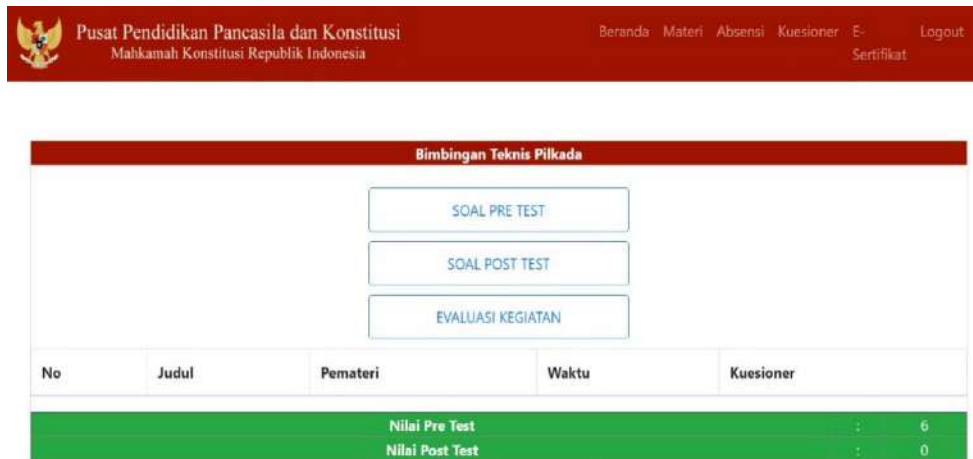 Pusat Pendidikan Pancasila dan Konstitusi
Mahkamah Konstitusi Republik Indonesia
Beranda Materi Absensi Kuesioner E-Sertifikat Logout
Bimbingan Teknis Pilkada
SOAL PRE TEST
SOAL POST TEST
EVALUASI KEGIATAN
No Judul Pemateri Waktu Kuesioner
Nilai Pre Test : 6
Nilai Post Test : 0